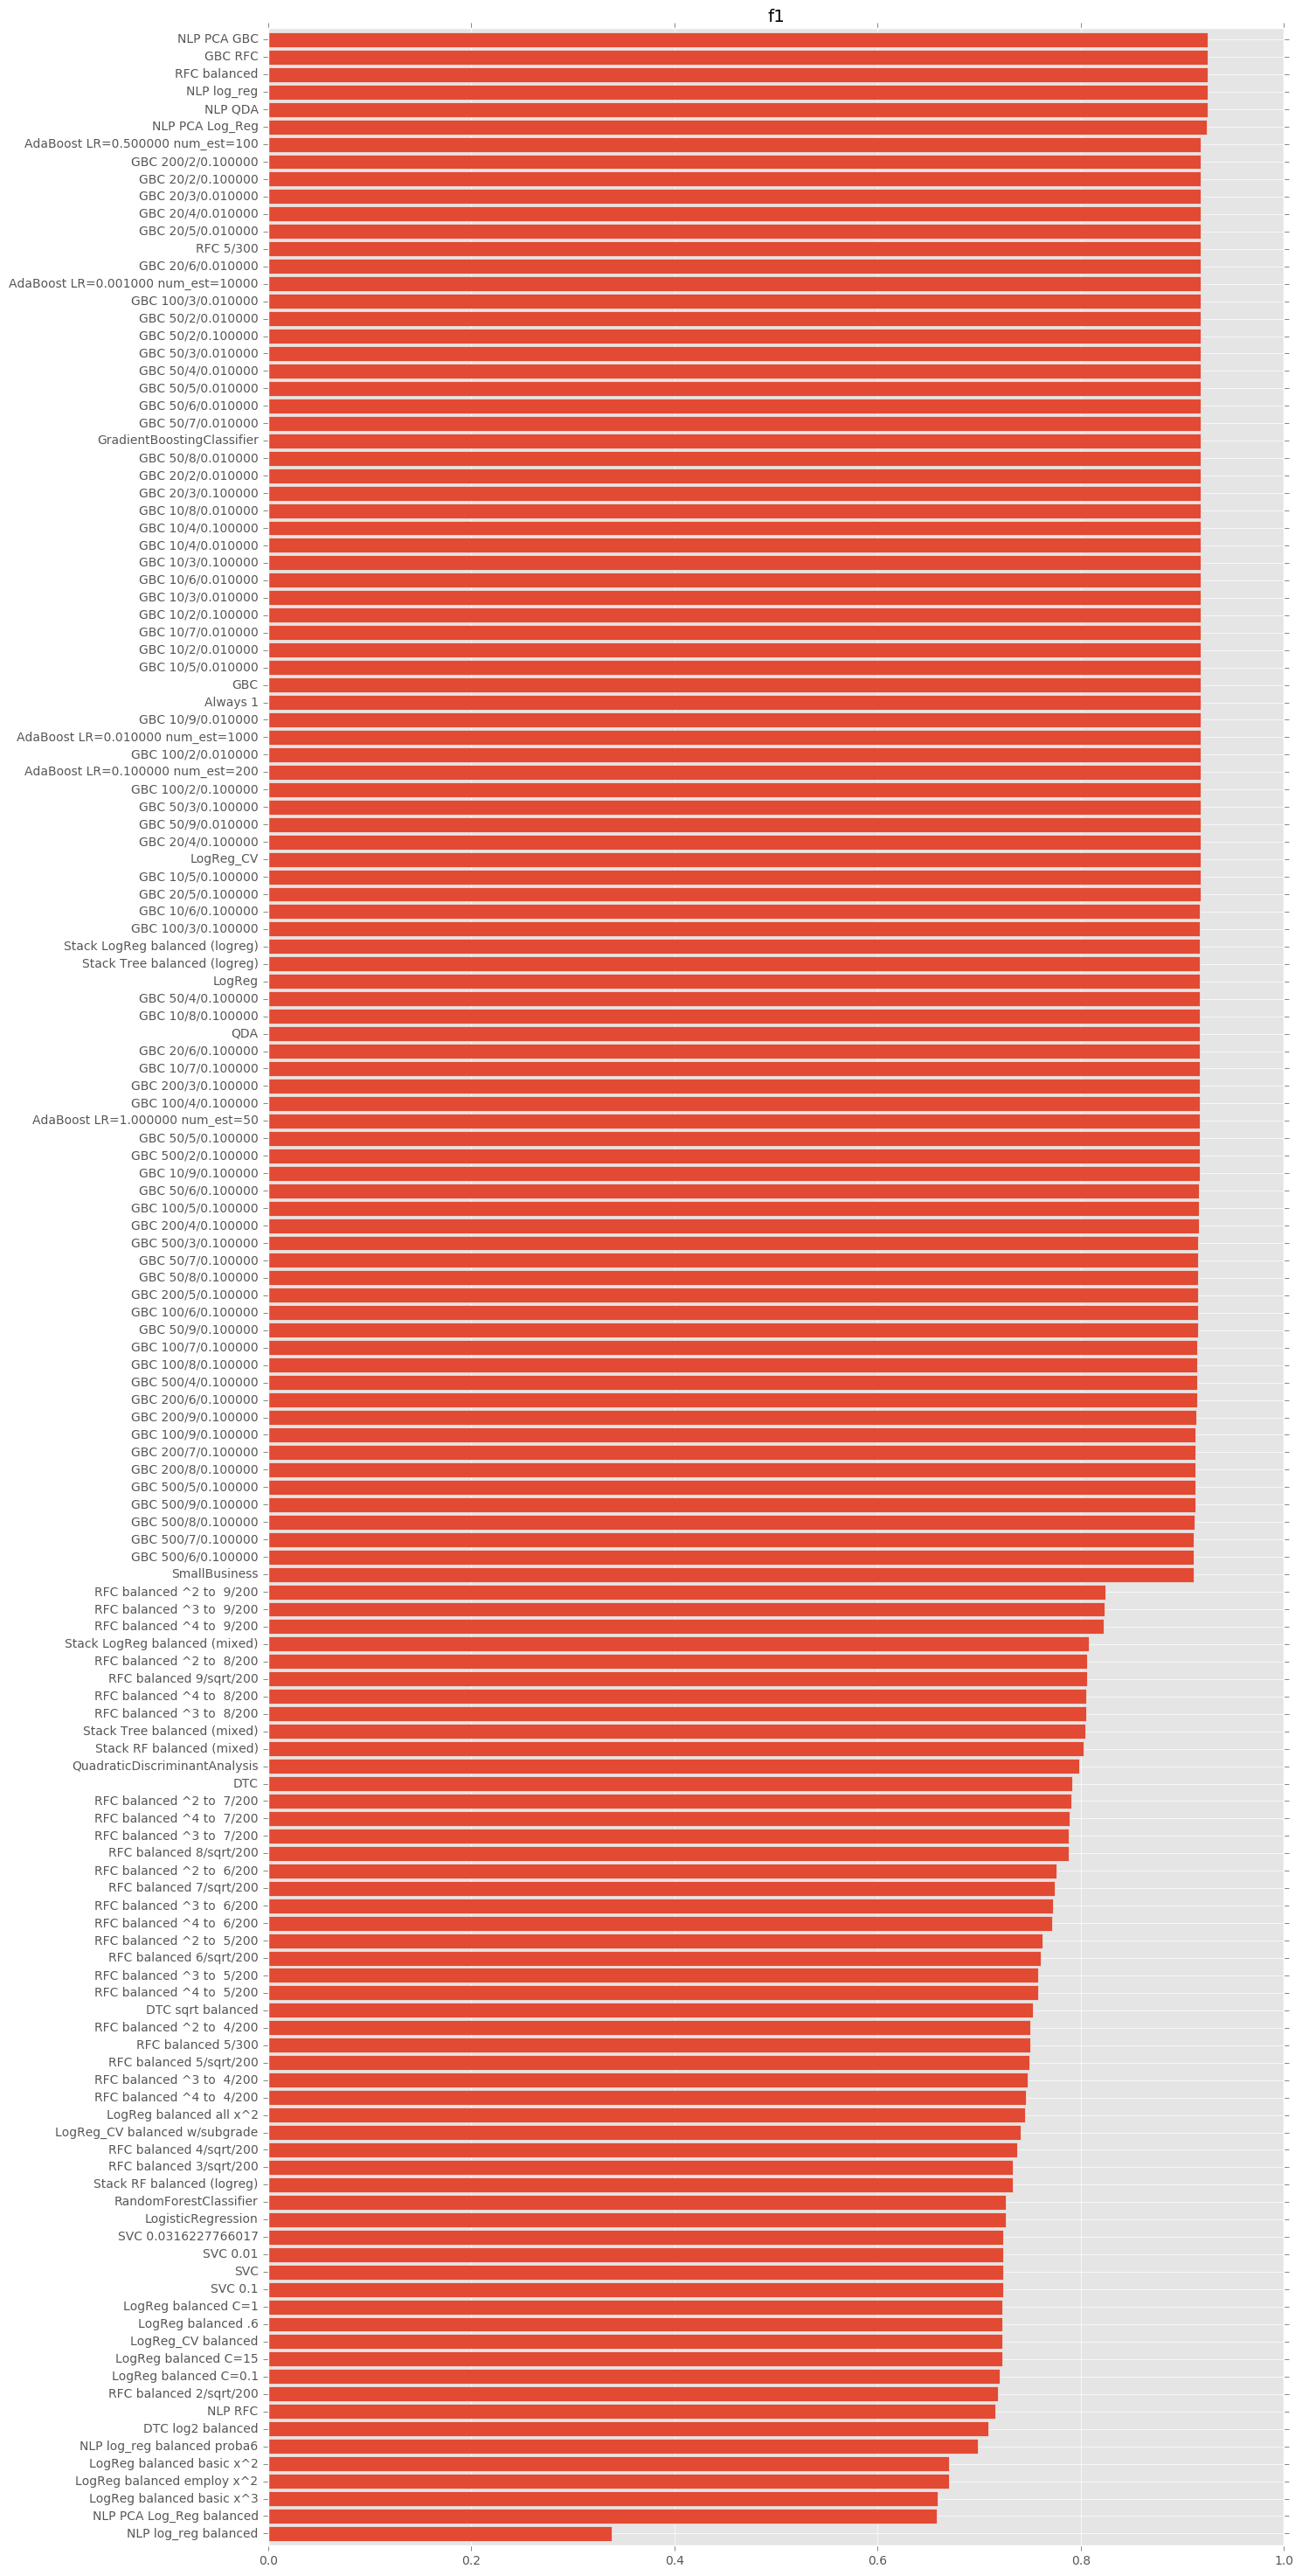 f1
NLP PCA GBC
GBC RFC
RFC balanced
NLP log_reg
NLP QDA
NLP PCA Log_Reg
AdaBoost LR=0.500000 num_est=100
GBC 200/2/0.100000
GBC 20/2/0.100000
GBC 20/3/0.010000
GBC 20/4/0.010000
GBC 20/5/0.010000
RFC 5/300
GBC 20/6/0.010000
AdaBoost LR=0.001000 num_est=10000
GBC 100/3/0.010000
GBC 50/2/0.010000
GBC 50/2/0.100000
GBC 50/3/0.010000
GBC 50/4/0.010000
GBC 50/5/0.010000
GBC 50/6/0.010000
GBC 50/7/0.010000
GradientBoostingClassifier
GBC 50/8/0.010000
GBC 20/2/0.010000
GBC 20/3/0.100000
GBC 10/8/0.010000
GBC 10/4/0.100000
GBC 10/4/0.010000
GBC 10/3/0.100000
GBC 10/6/0.010000
GBC 10/3/0.010000
GBC 10/2/0.100000
GBC 10/7/0.010000
GBC 10/2/0.010000
GBC 10/5/0.010000
GBC
Always 1
GBC 10/9/0.010000
AdaBoost LR=0.010000 num_est=1000
GBC 100/2/0.010000
AdaBoost LR=0.100000 num_est=200
GBC 100/2/0.100000
GBC 50/3/0.100000
GBC 50/9/0.010000
GBC 20/4/0.100000
LogReg_CV
GBC 10/5/0.100000
GBC 20/5/0.100000
GBC 10/6/0.100000
GBC 100/3/0.100000
Stack LogReg balanced (logreg)
Stack Tree balanced (logreg)
LogReg
GBC 50/4/0.100000
GBC 10/8/0.100000
QDA
GBC 20/6/0.100000
GBC 10/7/0.100000
GBC 200/3/0.100000
GBC 100/4/0.100000
AdaBoost LR=1.000000 num_est=50
GBC 50/5/0.100000
GBC 500/2/0.100000
GBC 10/9/0.100000
GBC 50/6/0.100000
GBC 100/5/0.100000
GBC 200/4/0.100000
GBC 500/3/0.100000
GBC 50/7/0.100000
GBC 50/8/0.100000
GBC 200/5/0.100000
GBC 100/6/0.100000
GBC 50/9/0.100000
GBC 100/7/0.100000
GBC 100/8/0.100000
GBC 500/4/0.100000
GBC 200/6/0.100000
GBC 200/9/0.100000
GBC 100/9/0.100000
GBC 200/7/0.100000
GBC 200/8/0.100000
GBC 500/5/0.100000
GBC 500/9/0.100000
GBC 500/8/0.100000
GBC 500/7/0.100000
GBC 500/6/0.100000
SmallBusiness
RFC balanced ^2 to  9/200
RFC balanced ^3 to  9/200
RFC balanced ^4 to  9/200
Stack LogReg balanced (mixed)
RFC balanced ^2 to  8/200
RFC balanced 9/sqrt/200
RFC balanced ^4 to  8/200
RFC balanced ^3 to  8/200
Stack Tree balanced (mixed)
Stack RF balanced (mixed)
QuadraticDiscriminantAnalysis
DTC
RFC balanced ^2 to  7/200
RFC balanced ^4 to  7/200
RFC balanced ^3 to  7/200
RFC balanced 8/sqrt/200
RFC balanced ^2 to  6/200
RFC balanced 7/sqrt/200
RFC balanced ^3 to  6/200
RFC balanced ^4 to  6/200
RFC balanced ^2 to  5/200
RFC balanced 6/sqrt/200
RFC balanced ^3 to  5/200
RFC balanced ^4 to  5/200
DTC sqrt balanced
RFC balanced ^2 to  4/200
RFC balanced 5/300
RFC balanced 5/sqrt/200
RFC balanced ^3 to  4/200
RFC balanced ^4 to  4/200
LogReg balanced all x^2
LogReg_CV balanced w/subgrade
RFC balanced 4/sqrt/200
RFC balanced 3/sqrt/200
Stack RF balanced (logreg)
RandomForestClassifier
LogisticRegression
SVC 0.0316227766017
SVC 0.01
SVC
SVC 0.1
LogReg balanced C=1
LogReg balanced .6
LogReg_CV balanced
LogReg balanced C=15
LogReg balanced C=0.1
RFC balanced 2/sqrt/200
NLP RFC
DTC log2 balanced
NLP log_reg balanced proba6
LogReg balanced basic x^2
LogReg balanced employ x^2
LogReg balanced basic x^3
NLP PCA Log_Reg balanced
NLP log_reg balanced
0.0 0.2 0.4 0.6 0.8 1.0